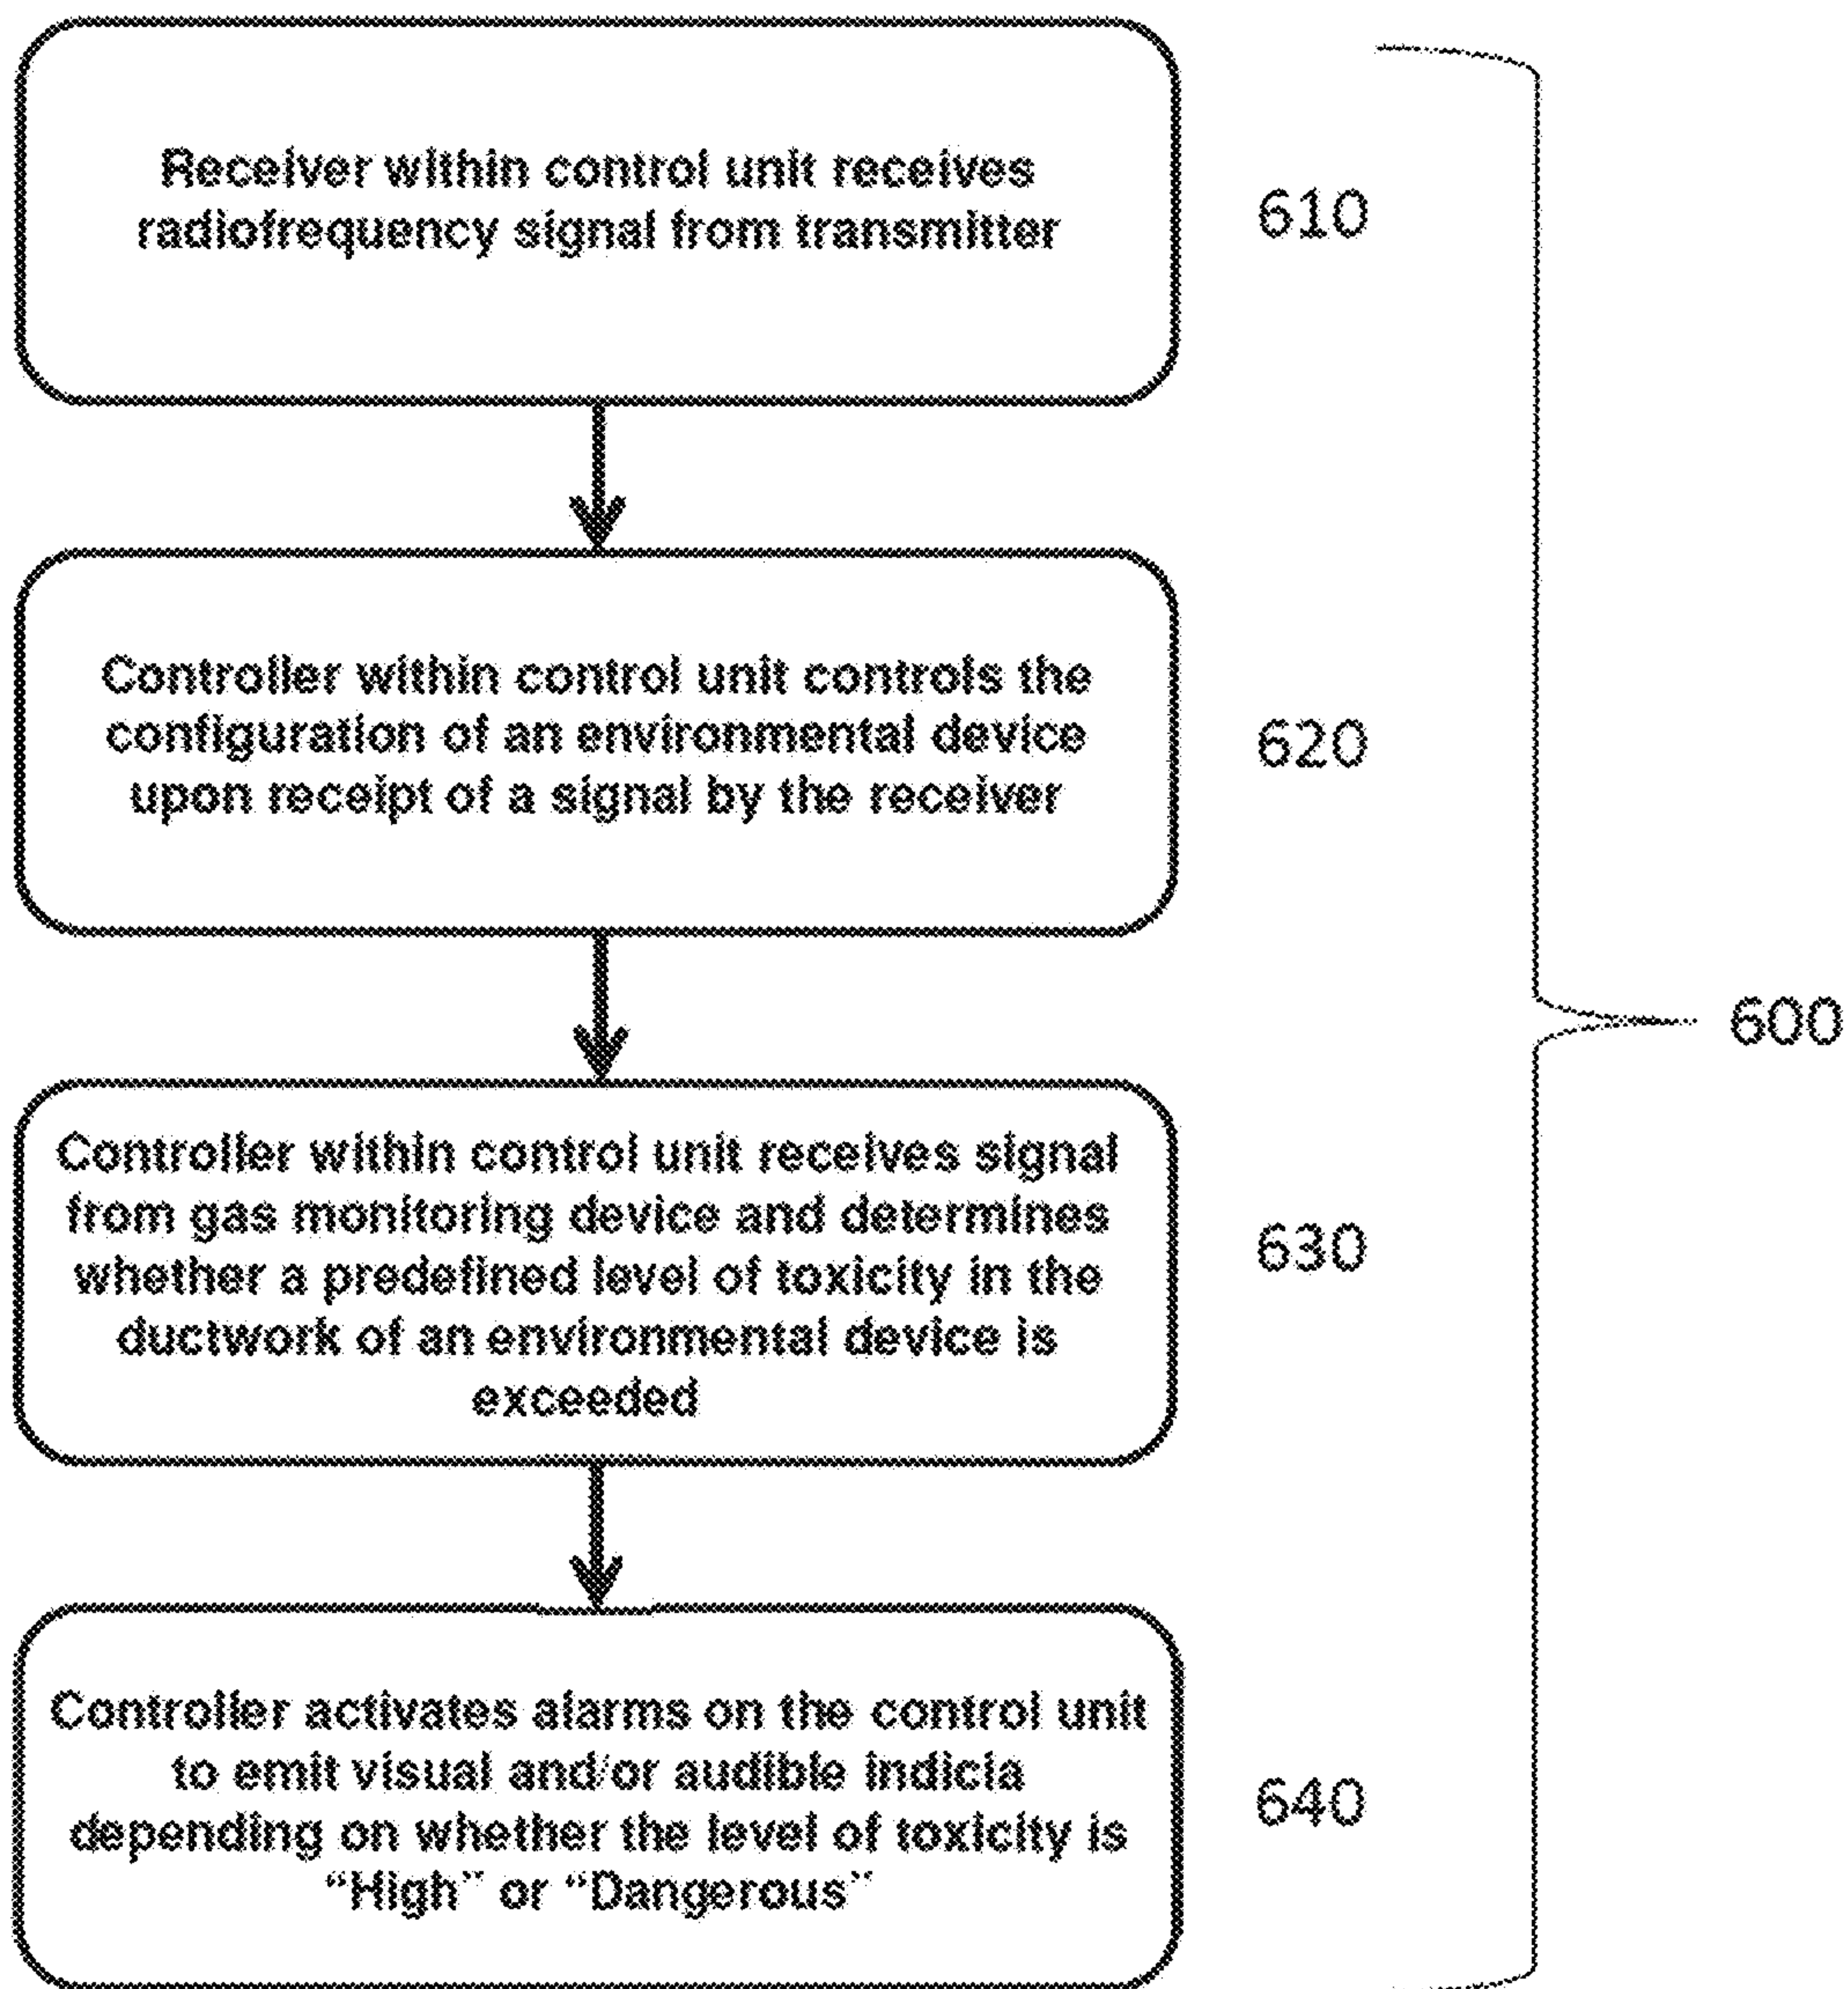 Receiver within control unit receives
radiofrequency signal from transmitter
610
Controller within control unit controls the
configuration of an environmental device
upon receipt of a signal by the receiver
620
600
Controller within control unit receives signal
from gas monitoring device and determines
whether a predefined level of toxicity in the
ductwork of an environmental device is
exceeded
630
Controller activates alarms on the control unit
to emit visual and/or audible indicia
depending on whether the level of toxicity is
“High” or “Dangerous”
640